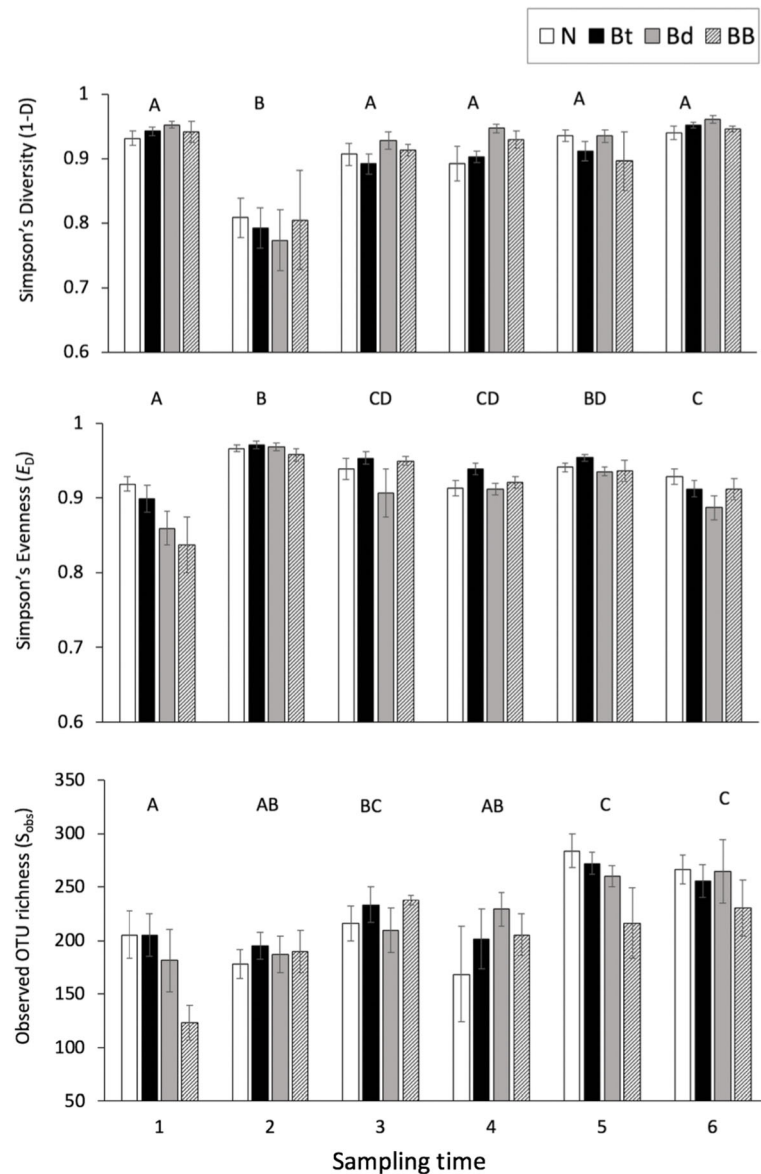 N Bt Bd BB
Simpson's Diversity (1-D)
1
0.9
0.8
0.7
0.6
A B A A A A
Simpson's Evenness (E_D)
1
0.9
0.8
0.7
0.6
A B CD CD BD C
Observed OTU richness (S_obs)
350
300
250
200
150
100
50
A AB BC AB C C
1 2 3 4 5 6
Sampling time